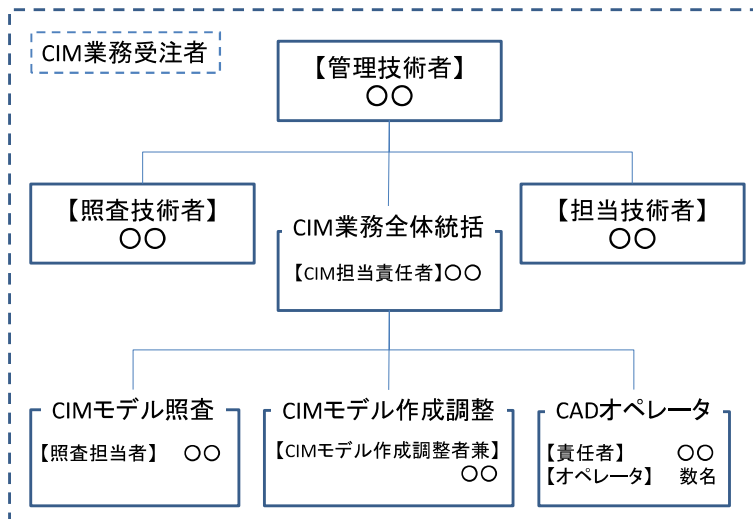 CIM業務受注者
【管理技術者】
〇〇
【照査技術者】
〇〇
CIM業務全体統括
【CIM担当責任者】〇〇
【担当技術者】
〇〇
CIMモデル照査
【照査担当者】　〇〇
CIMモデル作成調整
【CIMモデル作成調整者兼】
〇〇
CADオペレータ
【責任者】　〇〇
【オペレータ】　数名